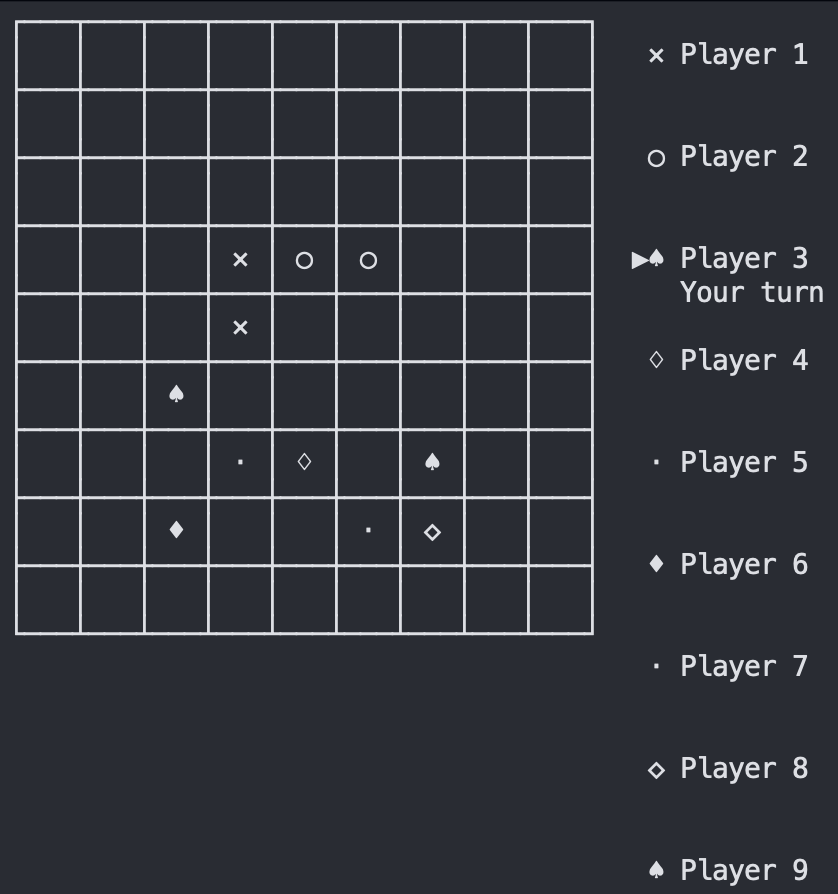 × Player 1
○ Player 2
× ○ ○
▶♠ Player 3
Your turn
×
◊ Player 4
♠
· ◊ ♠
· Player 5
♦ · ◇
♦ Player 6
· Player 7
◇ Player 8
♠ Player 9